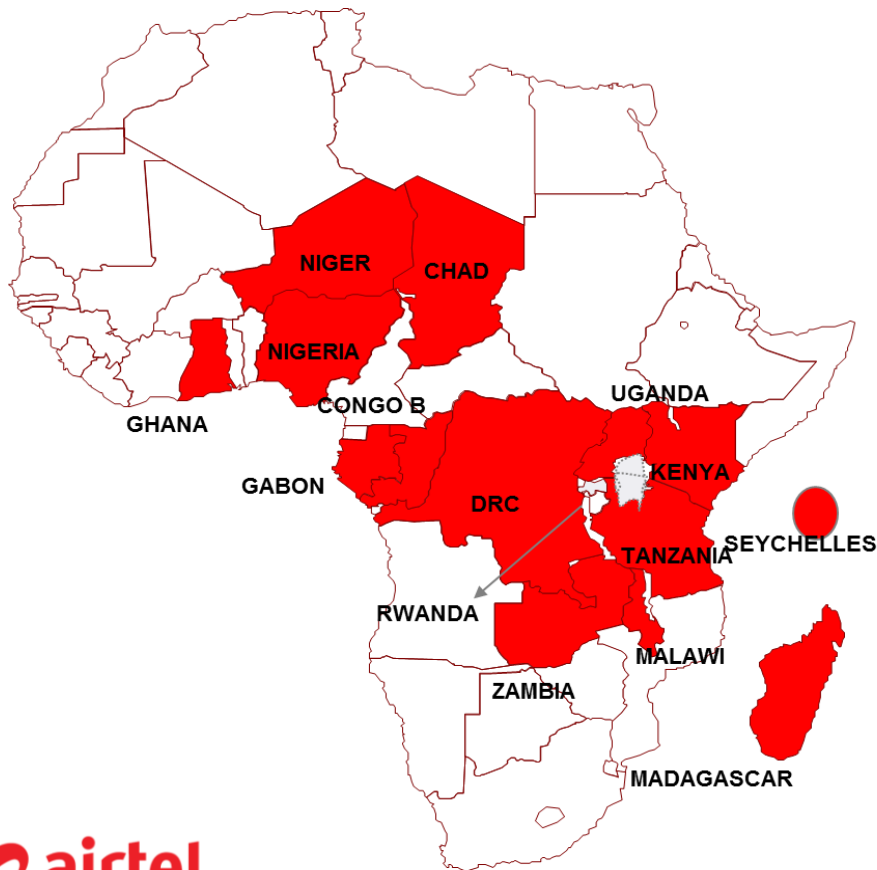 NIGER
CHAD
NIGERIA
UGANDA
CONGO B
GHANA
KENYA
GABON
DRC
SEYCHELLES
TANZANIA
RWANDA
MALAWI
ZAMBIA
MADAGASCAR
airtel